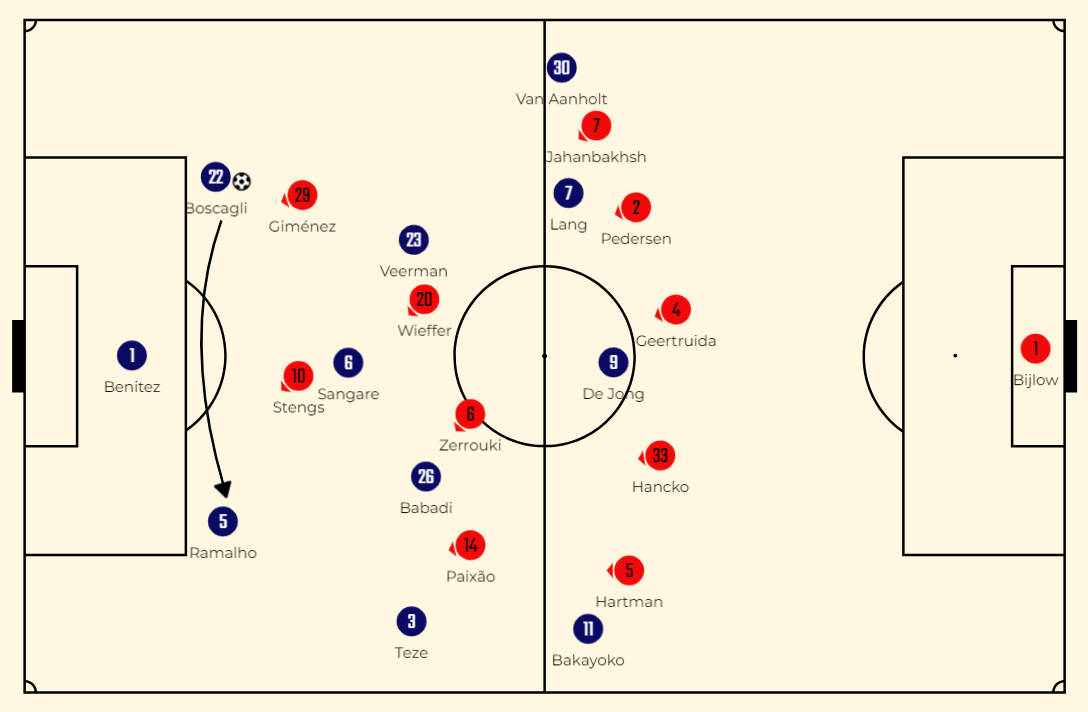 30
Van Aanholt
7
Jahanbakhsh
22
Boscagli
29
Giménez
7
Lang
2
Pedersen
23
Veerman
20
Wieffer
4
Geertruida
1
Benitez
10
Stengs
6
Sangare
9
De Jong
1
Bijlow
6
Zerrouki
33
Hancko
26
Babadi
5
Ramalho
14
Paixão
5
Hartman
3
Teze
11
Bakayoko